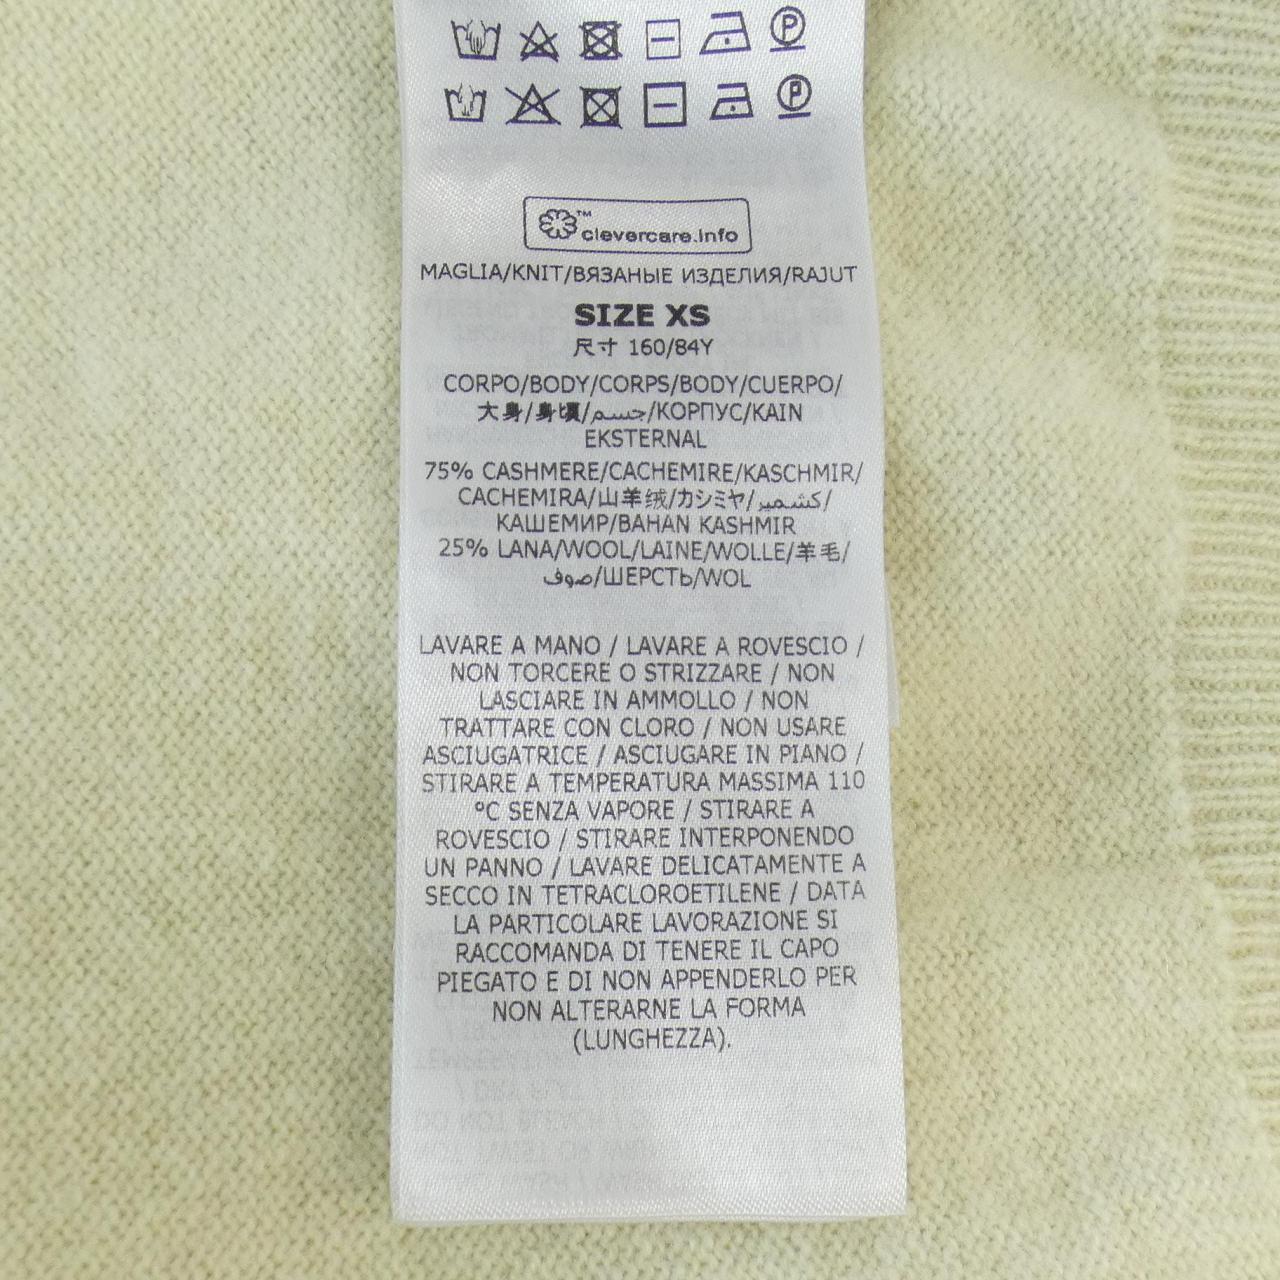 P
P
™
clevercare.info
MAGLIA/KNIT/ВЯЗАНЫЕ ИЗДЕЛИЯ/RAJUT
SIZE XS
尺寸 160/84Y
CORPO/BODY/CORPS/BODY/CUERPO/
大身/身頃/جسم/КОРПУС/KAIN
EKSTERNAL
75% CASHMERE/CACHEMIRE/KASCHMIR/
CACHEMIRA/山羊绒/カシミヤ/كشمير/
КАШЕМИР/BAHAN KASHMIR
25% LANA/WOOL/LAINE/WOLLE/羊毛/
صوف/ШЕРСТЬ/WOL
LAVARE A MANO / LAVARE A ROVESCIO /
NON TORCERE O STRIZZARE / NON
LASCIARE IN AMMOLLO / NON
TRATTARE CON CLORO / NON USARE
ASCIUGATRICE / ASCIUGARE IN PIANO /
STIRARE A TEMPERATURA MASSIMA 110
°C SENZA VAPORE / STIRARE A
ROVESCIO / STIRARE INTERPONENDO
UN PANNO / LAVARE DELICATAMENTE A
SECCO IN TETRACLOROETILENE / DATA
LA PARTICOLARE LAVORAZIONE SI
RACCOMANDA DI TENERE IL CAPO
PIEGATO E DI NON APPENDERLO PER
NON ALTERARNE LA FORMA
(LUNGHEZZA).